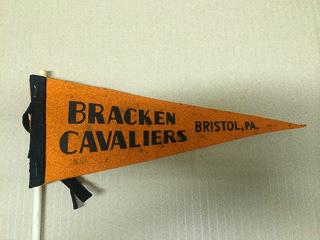 BRACKEN
CAVALIERS
BRISTOL, PA.